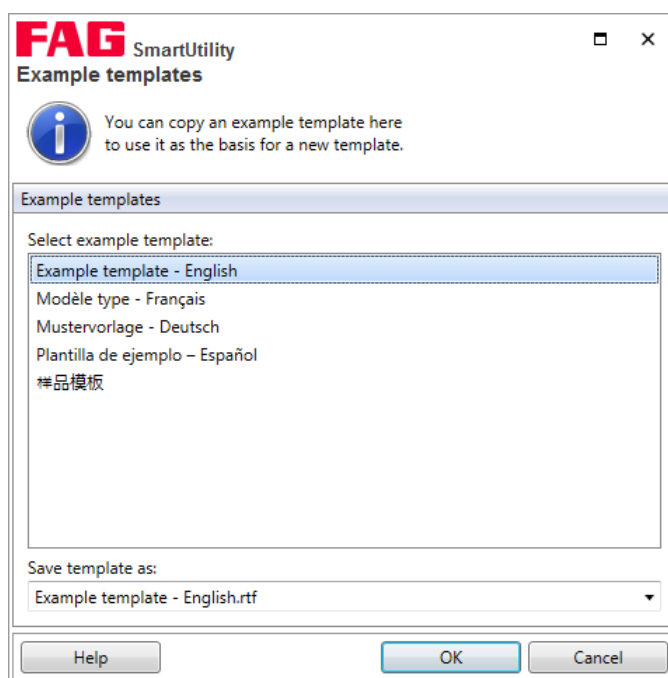 FAG SmartUtility
Example templates
You can copy an example template here
to use it as the basis for a new template.
Example templates
Select example template:
Example template - English
Modèle type - Français
Mustervorlage - Deutsch
Plantilla de ejemplo – Español
样品模板
Save template as:
Example template - English.rtf
Help
OK
Cancel